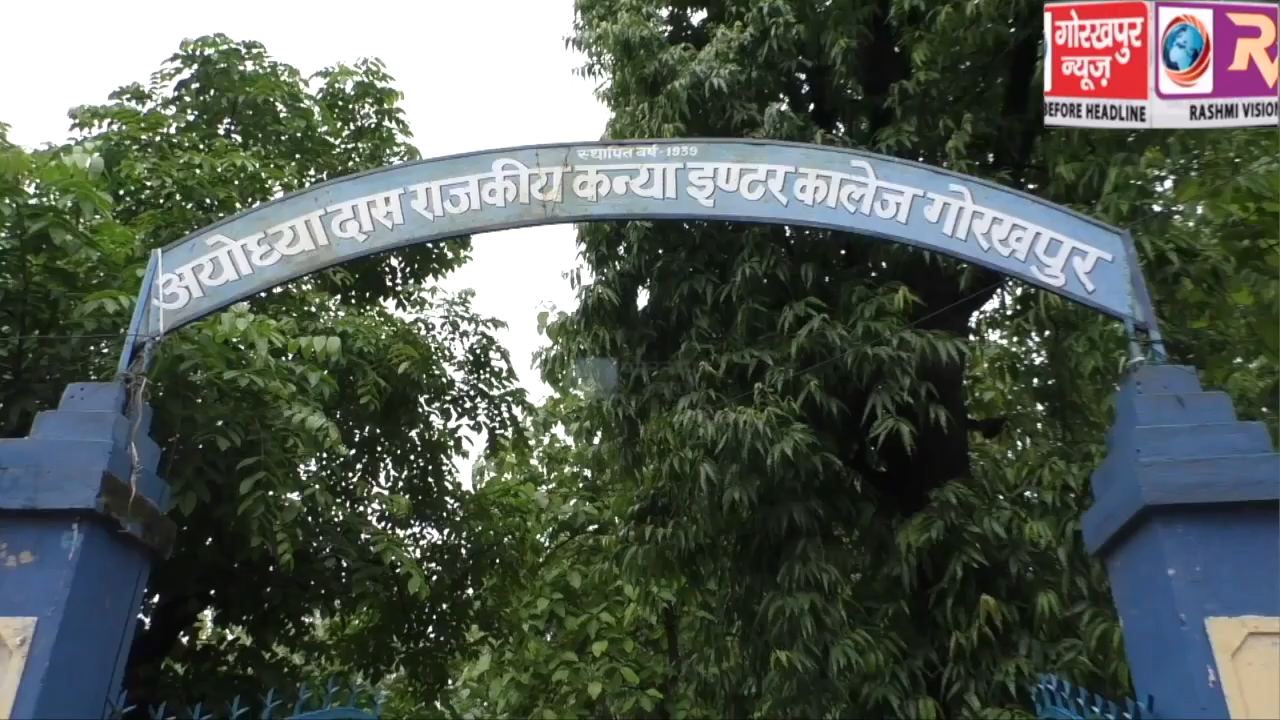 स्थापित वर्ष-1939
अयोध्या दास राजकीय कन्या इण्टर कालेज गोरखपुर
गोरखपुर
न्यूज़
BEFORE HEADLINE
R
RASHMI VISION